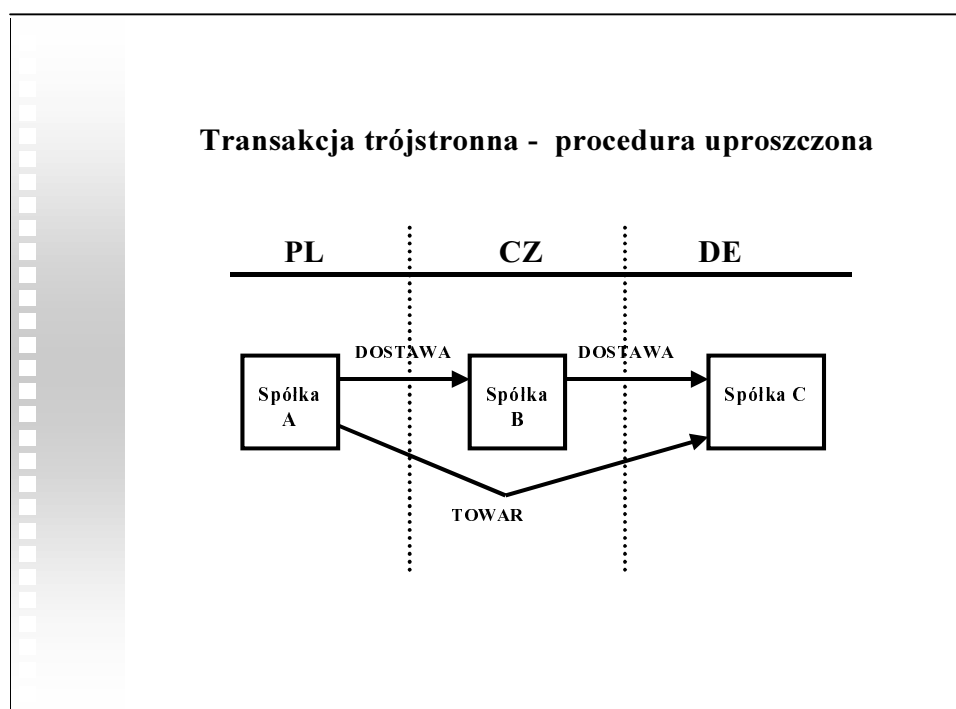 Transakcja trójstronna - procedura uproszczona
PL CZ DE
DOSTAWA DOSTAWA
Spółka
A
Spółka
B
Spółka C
TOWAR